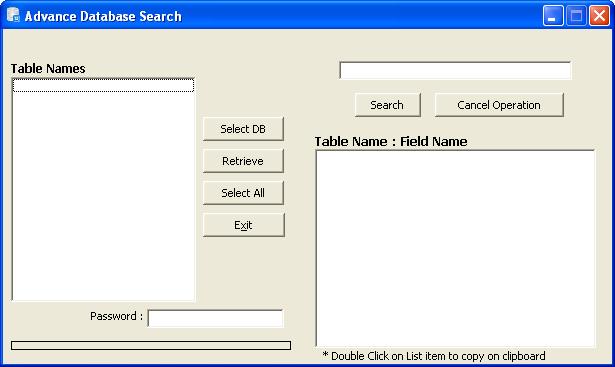 Advance Database Search
Table Names
Select DB
Retrieve
Select All
Exit
Password :
Search
Cancel Operation
Table Name : Field Name
* Double Click on List item to copy on clipboard